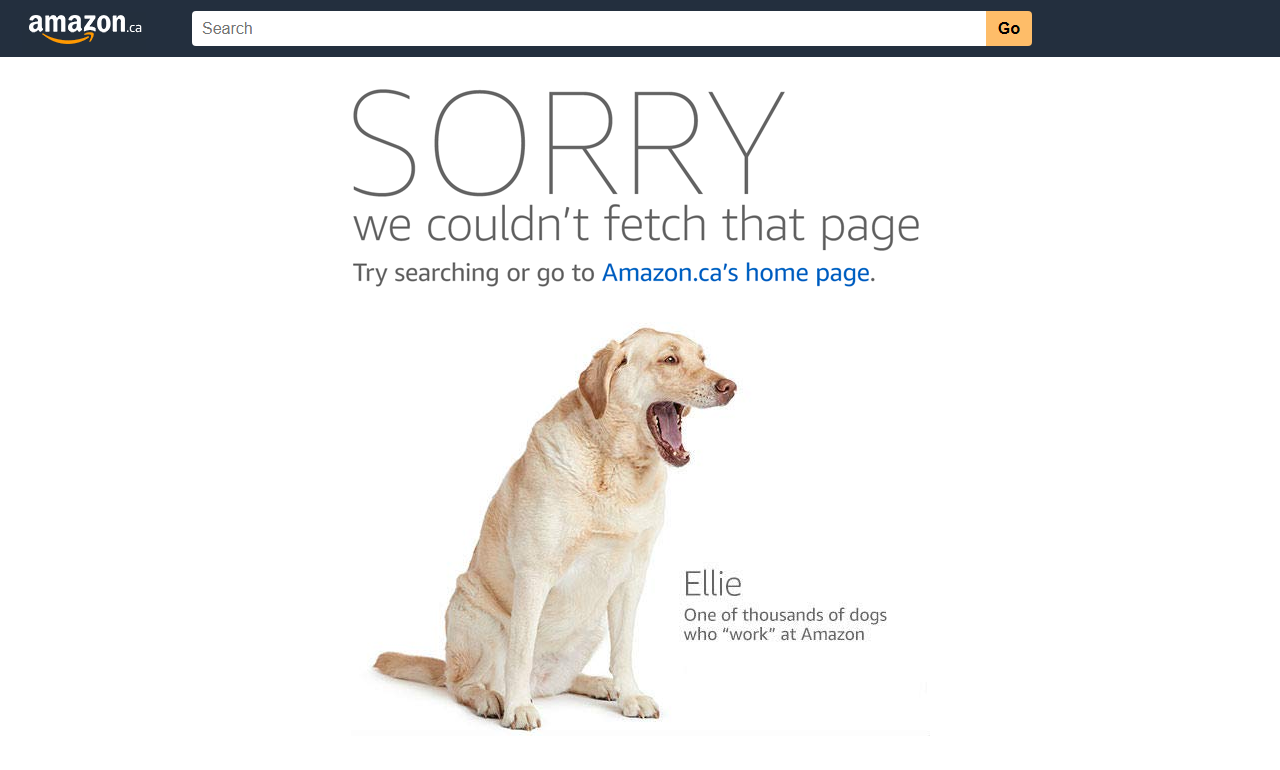 amazon.ca
Search
Go
SORRY
we couldn’t fetch that page
Try searching or go to Amazon.ca’s home page.
Ellie
One of thousands of dogs
who “work” at Amazon